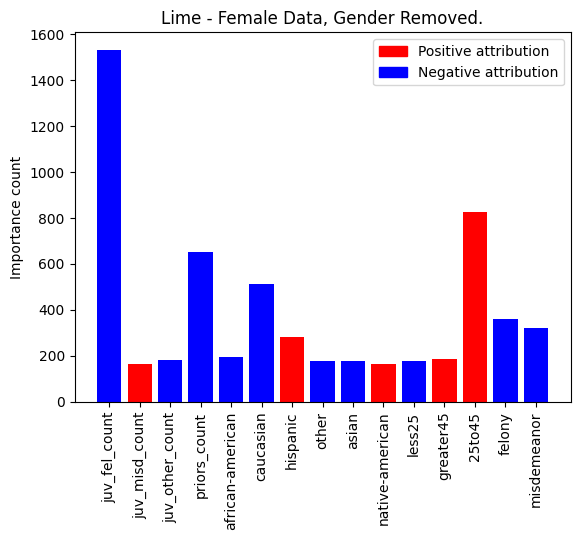 Lime - Female Data, Gender Removed.
Positive attribution
Negative attribution
Importance count
1600
1400
1200
1000
800
600
400
200
0
juv_fel_count
juv_misd_count
juv_other_count
priors_count
african-american
caucasian
hispanic
other
asian
native-american
less25
greater45
25to45
felony
misdemeanor